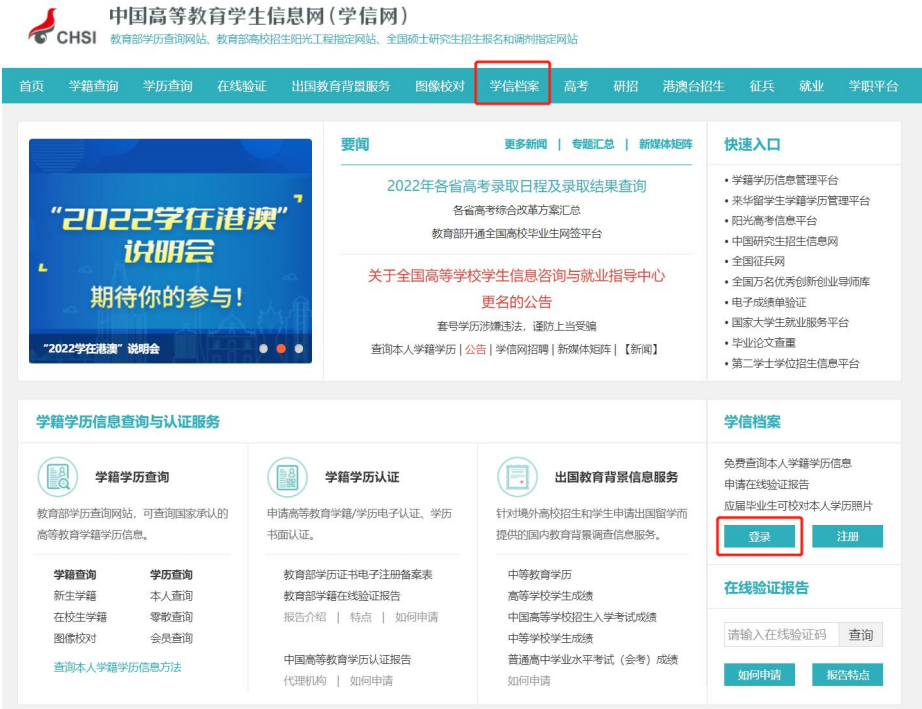 中国高等教育学生信息网(学信网)
CHSI 教育部学历查询网站、教育部高校招生阳光工程指定网站、全国硕士研究生招生报名和调剂指定网站
首页 学籍查询 学历查询 在线验证 出国教育背景服务 图像校对 学信档案 高考 研招 港澳台招生 征兵 就业 学职平台
“2022学在港澳”
说明会
期待你的参与!
“2022学在港澳” 说明会
要闻 更多新闻 | 专题汇总 | 新媒体矩阵
2022年各省高考录取日程及录取结果查询
各省高考综合改革方案汇总
教育部开通全国高校毕业生网签平台
关于全国高等学校学生信息咨询与就业指导中心
更名的公告
套号学历涉嫌违法，谨防上当受骗
查询本人学籍学历 | 公告 | 学信网招聘 | 新媒体矩阵 | 【新闻】
快速入口
• 学籍学历信息管理平台
• 来华留学生学籍学历管理平台
• 阳光高考信息平台
• 中国研究生招生信息网
• 全国征兵网
• 全国万名优秀创新创业导师库
• 电子成绩单验证
• 国家大学生就业服务平台
• 毕业论文查重
• 第二学士学位招生信息平台
学籍学历信息查询与认证服务
学籍学历查询
教育部学历查询网站，可查询国家承认的
高等教育学籍学历信息。
学籍查询 学历查询
新生学籍 本人查询
在校生学籍 零散查询
图像校对 会员查询
查询本人学籍学历信息方法
学籍学历认证
申请高等教育学籍/学历电子认证、学历
书面认证。
教育部学历证书电子注册备案表
教育部学籍在线验证报告
报告介绍 | 特点 | 如何申请
中国高等教育学历认证报告
代理机构 | 如何申请
出国教育背景信息服务
针对境外高校招生和学生申请出国留学而
提供的国内教育背景调查信息服务。
中等教育学历
高等学校学生成绩
中国高等学校招生入学考试成绩
中等学校学生成绩
普通高中学业水平考试（会考）成绩
如何申请
学信档案
免费查询本人学籍学历信息
申请在线验证报告
应届毕业生可校对本人学历照片
登录 注册
在线验证报告
请输入在线验证码 查询
如何申请 报告特点